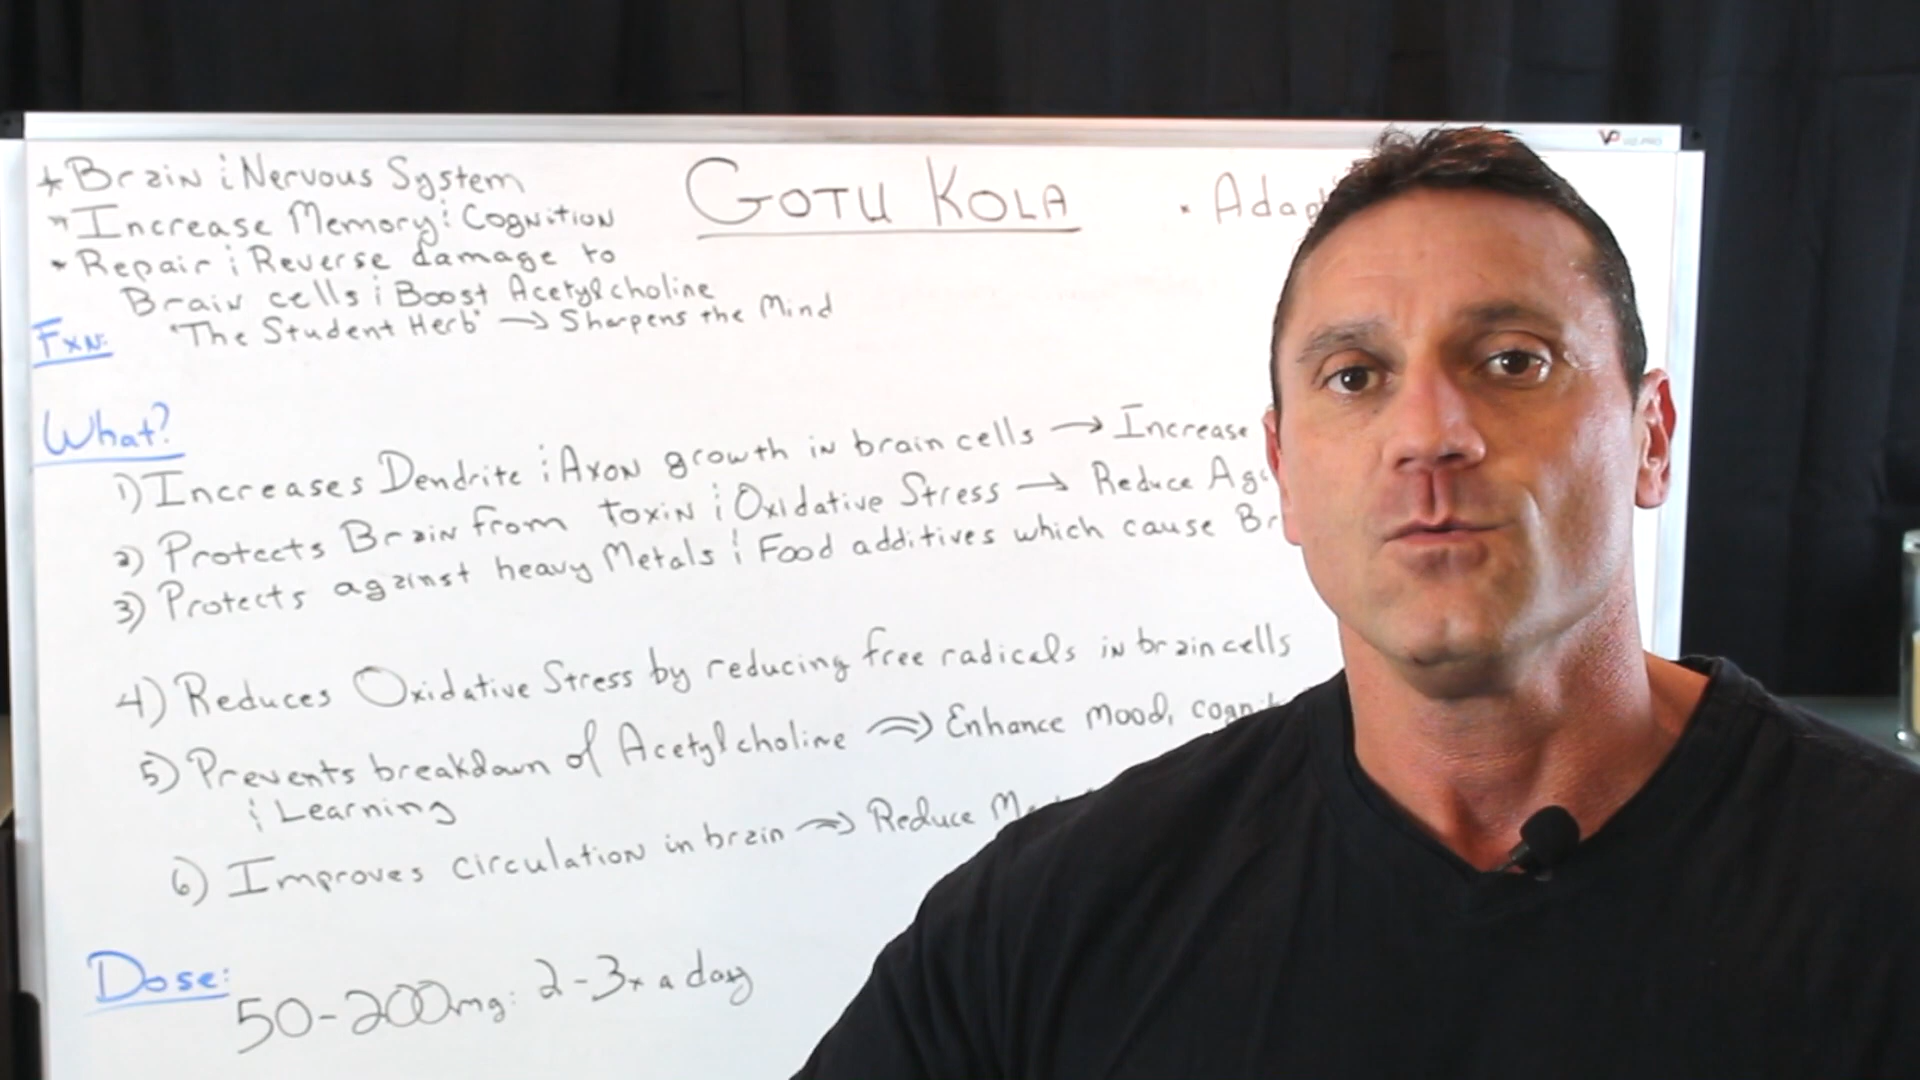 * Brain & Nervous System
GOTU KOLA
* Increase Memory & Cognition
* Repair & Reverse damage to
Brain cells & Boost Acetylcholine
"The Student Herb" → Sharpens the Mind
Fxn:
What?
1) Increases Dendrite & Axon growth in brain cells → Increase
2) Protects Brain from toxin & Oxidative Stress → Reduce
3) Protects against heavy Metals & Food additives which cause
4) Reduces Oxidative Stress by reducing free radicals in brain cells
5) Prevents breakdown of Acetylcholine ⇒ Enhance mood,
& Learning
6) Improves circulation in brain ⇒ Reduce
Dose:
50-200mg: 2-3x a day